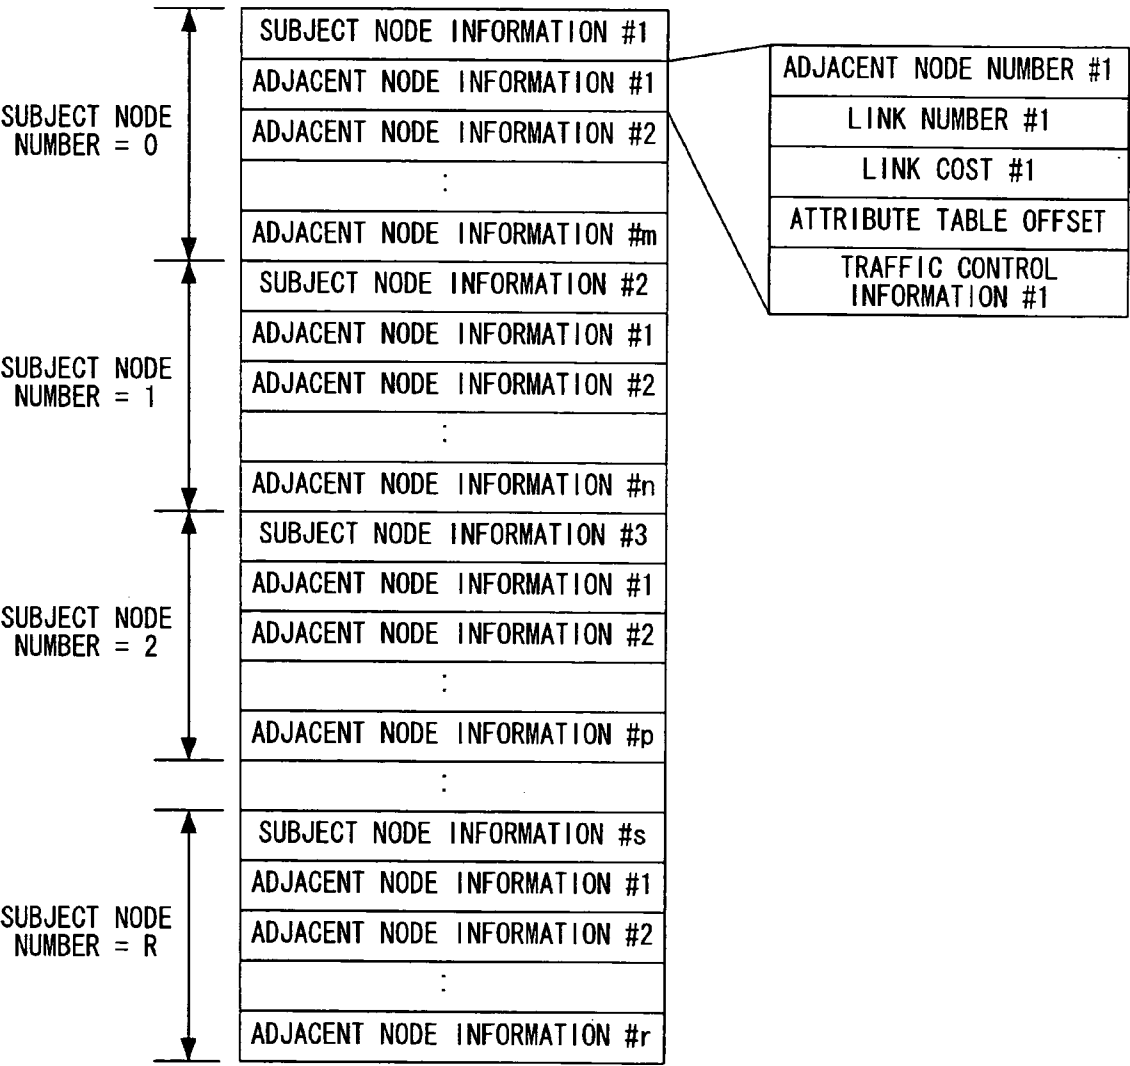 SUBJECT NODE
NUMBER = 0
SUBJECT NODE INFORMATION #1
ADJACENT NODE INFORMATION #1
ADJACENT NODE INFORMATION #2
:
ADJACENT NODE INFORMATION #m
ADJACENT NODE NUMBER #1
LINK NUMBER #1
LINK COST #1
ATTRIBUTE TABLE OFFSET
TRAFFIC CONTROL
INFORMATION #1
SUBJECT NODE
NUMBER = 1
SUBJECT NODE INFORMATION #2
ADJACENT NODE INFORMATION #1
ADJACENT NODE INFORMATION #2
:
ADJACENT NODE INFORMATION #n
SUBJECT NODE
NUMBER = 2
SUBJECT NODE INFORMATION #3
ADJACENT NODE INFORMATION #1
ADJACENT NODE INFORMATION #2
:
ADJACENT NODE INFORMATION #p
:
SUBJECT NODE
NUMBER = R
SUBJECT NODE INFORMATION #s
ADJACENT NODE INFORMATION #1
ADJACENT NODE INFORMATION #2
:
ADJACENT NODE INFORMATION #r